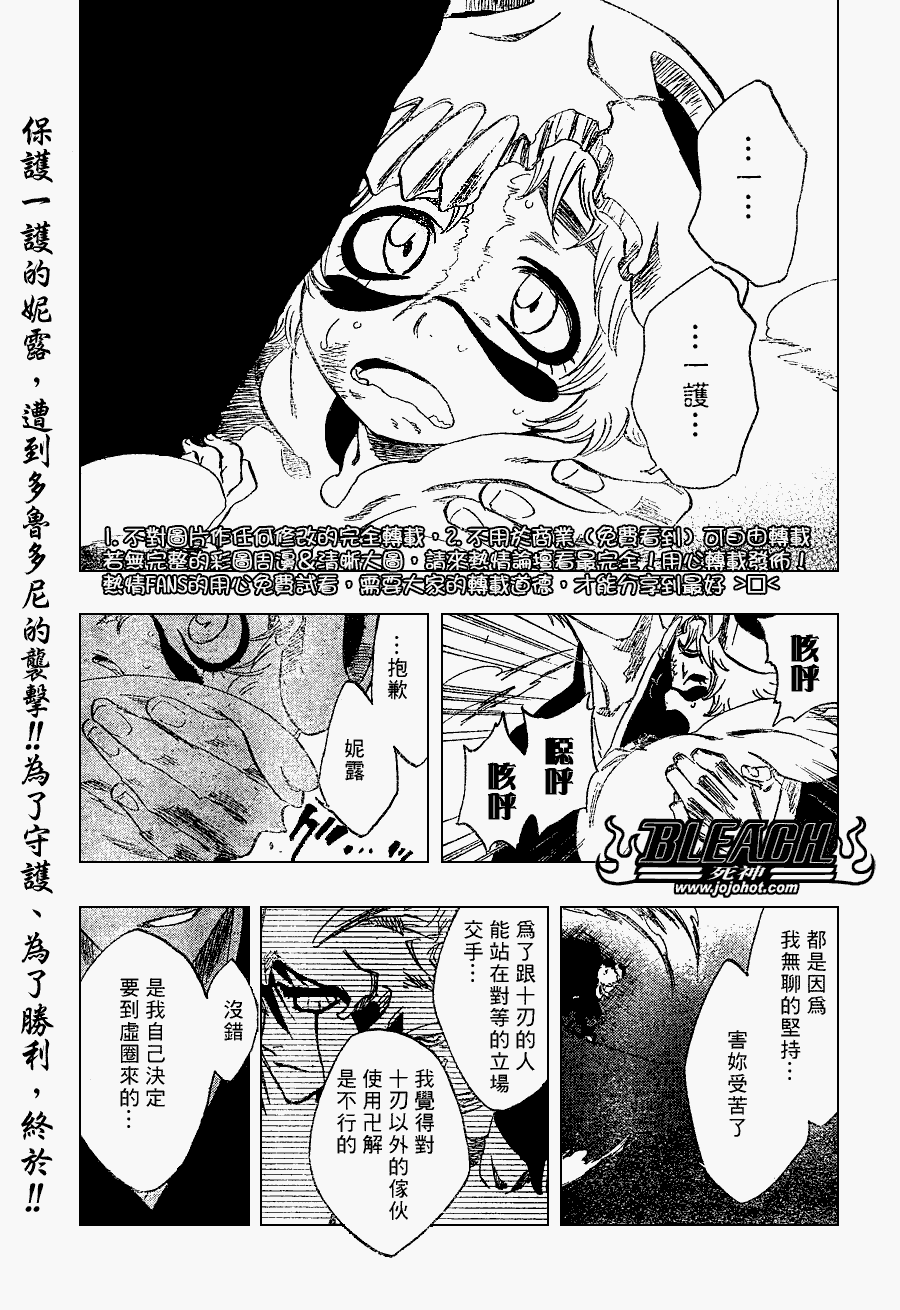 保護一護的妮露，遭到多魯多尼的襲擊!!為了守護、為了勝利，終於!!
…一…
…一護…
1. 不對圖片作任何修改的完全轉載，2. 不用於商業（免費看到）可自由轉載
若無完整的彩圖周邊&清晰大圖，請來熱情論壇看最完全！用心轉載發佈！
熱情FANS的用心免費試看，需要大家的轉載道德，才能分享到最好 >口<
咳呼
噁呼
咳呼
…抱歉
妮露
BLEACH
死神
www.jojohot.com
都是因為
我無聊的堅持…
害妳受苦了
為了跟十刃的人
能站在對等的立場
交手…
我覺得對
十刃以外的傢伙
使用卍解
是不行的
沒錯
是我自己決定
要到虛圈來的…